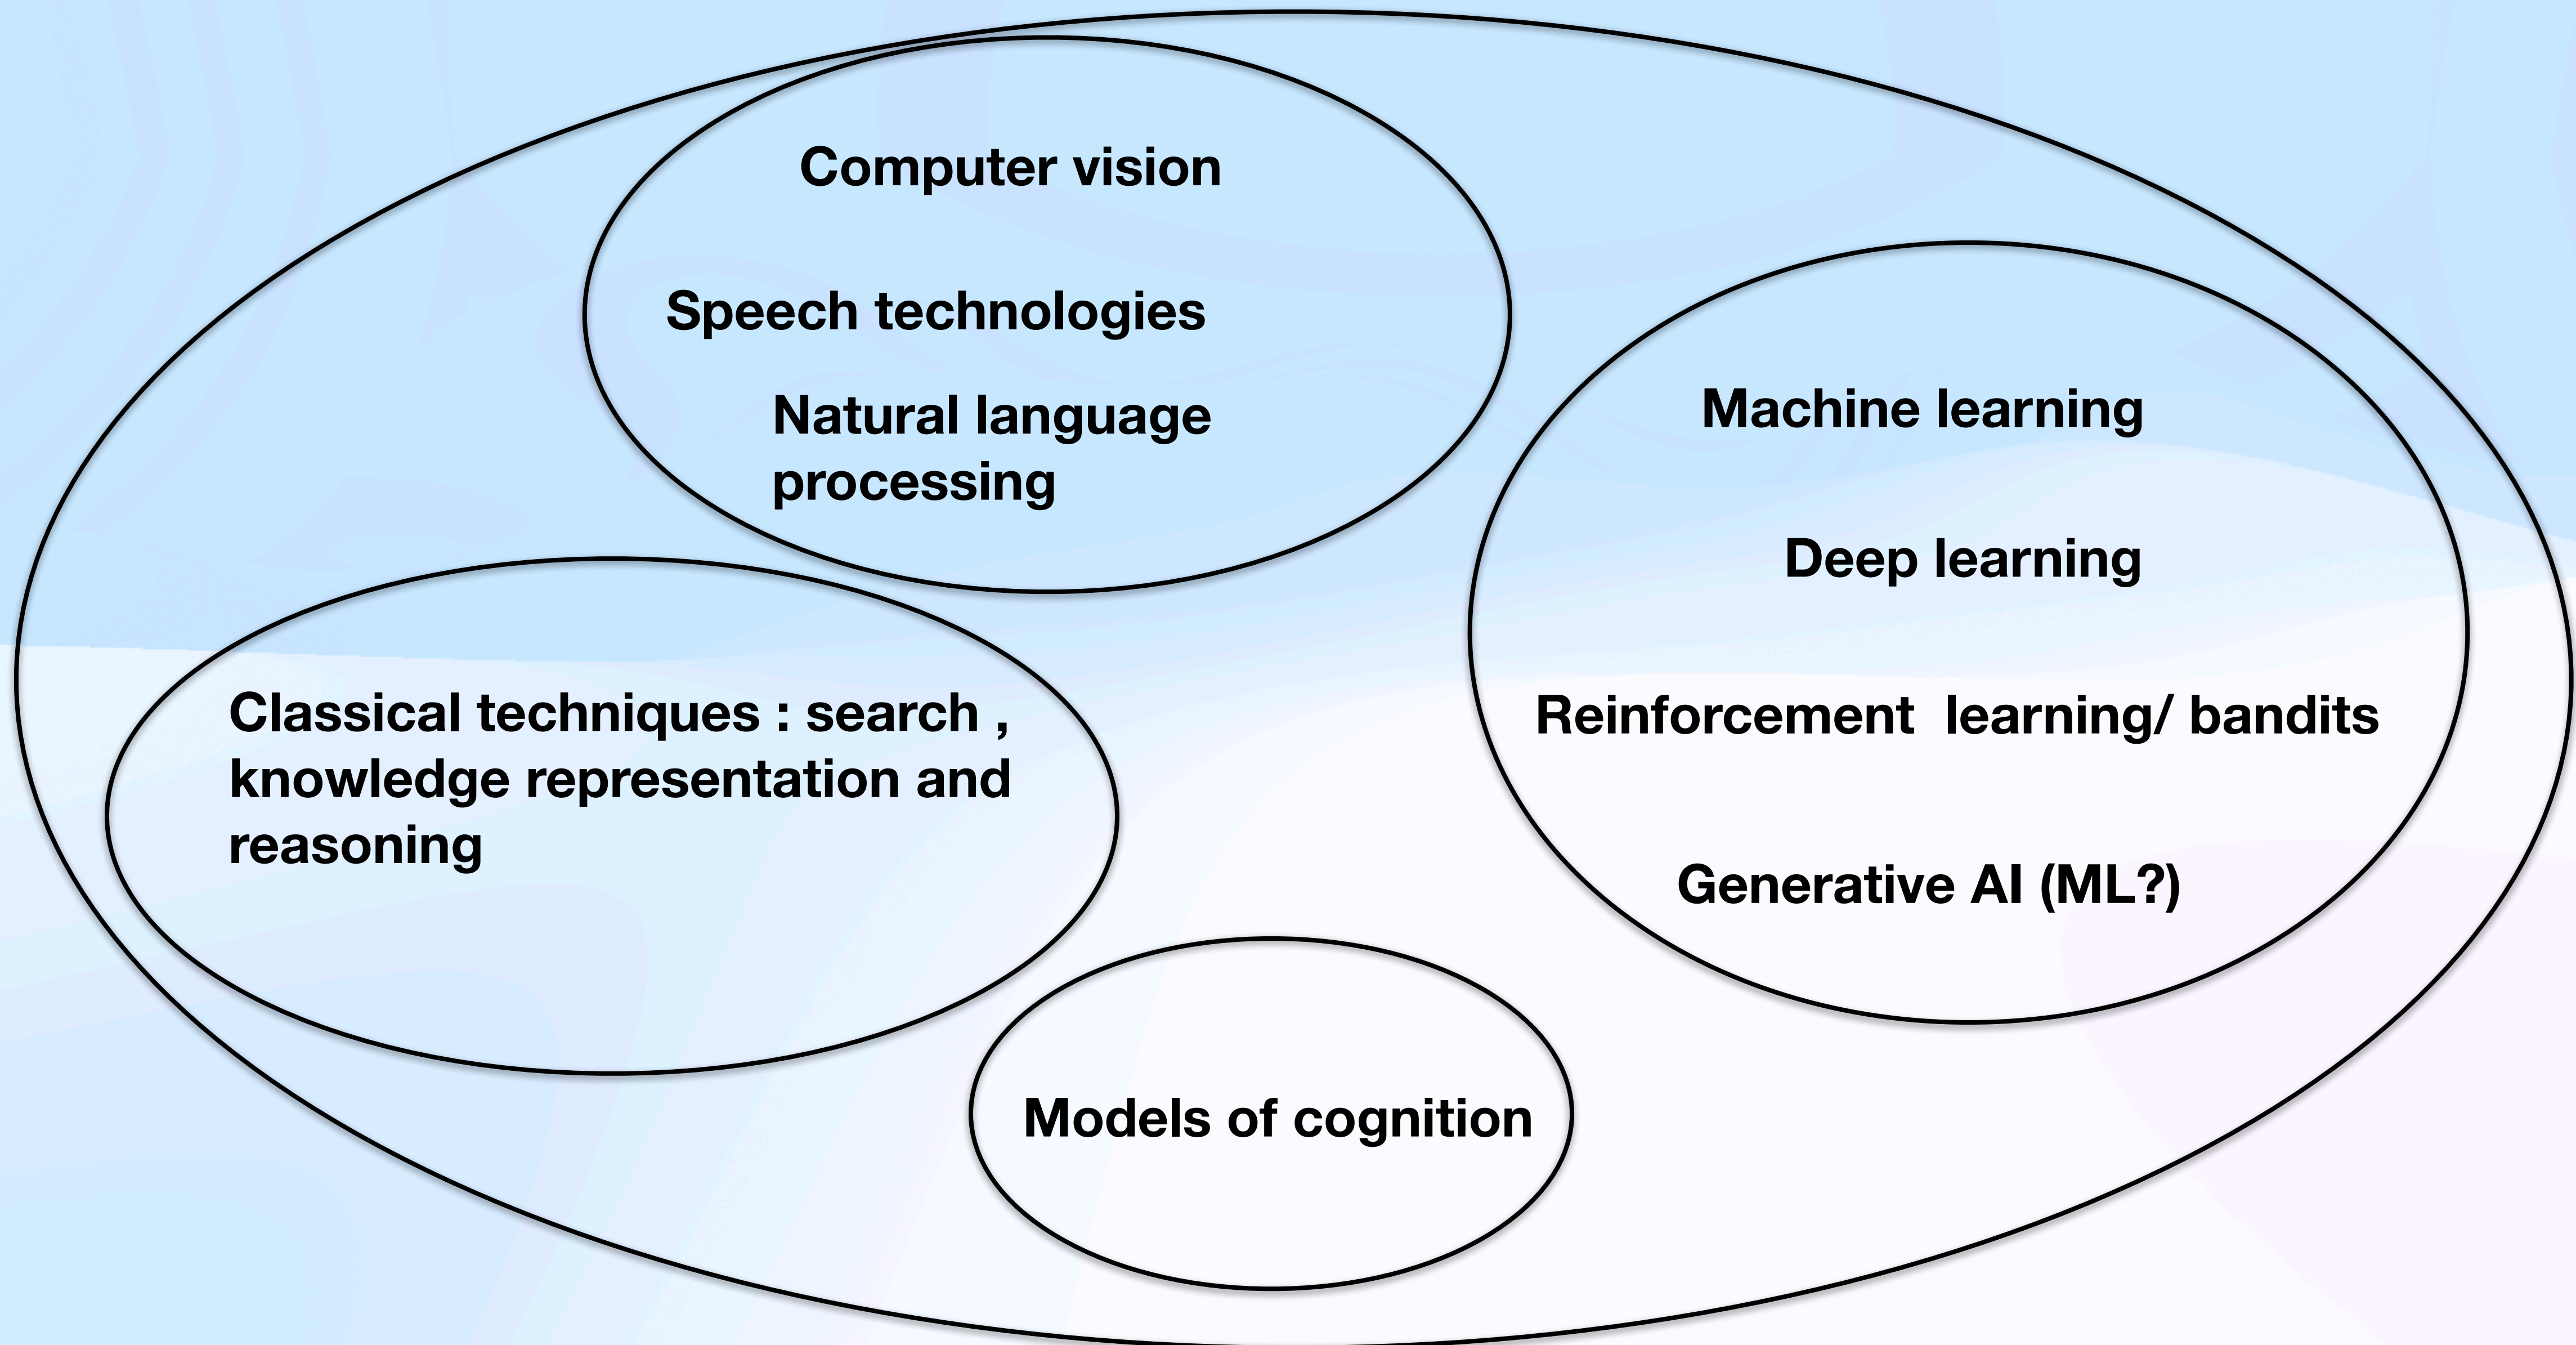 Computer vision
Speech technologies
Natural language
processing
Machine learning
Deep learning
Reinforcement  learning/ bandits
Generative AI (ML?)
Classical techniques : search ,
knowledge representation and
reasoning
Models of cognition